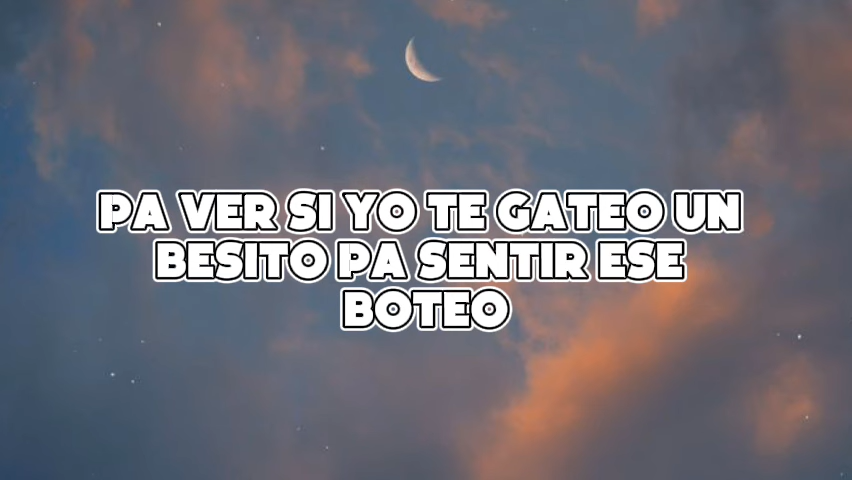 PA VER SI YO TE GATEO UN
BESITO PA SENTIR ESE
BOTEO